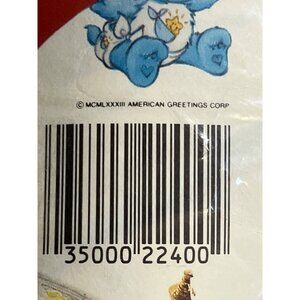 © MCMLXXXIII AMERICAN GREETINGS CORP
35000 22400